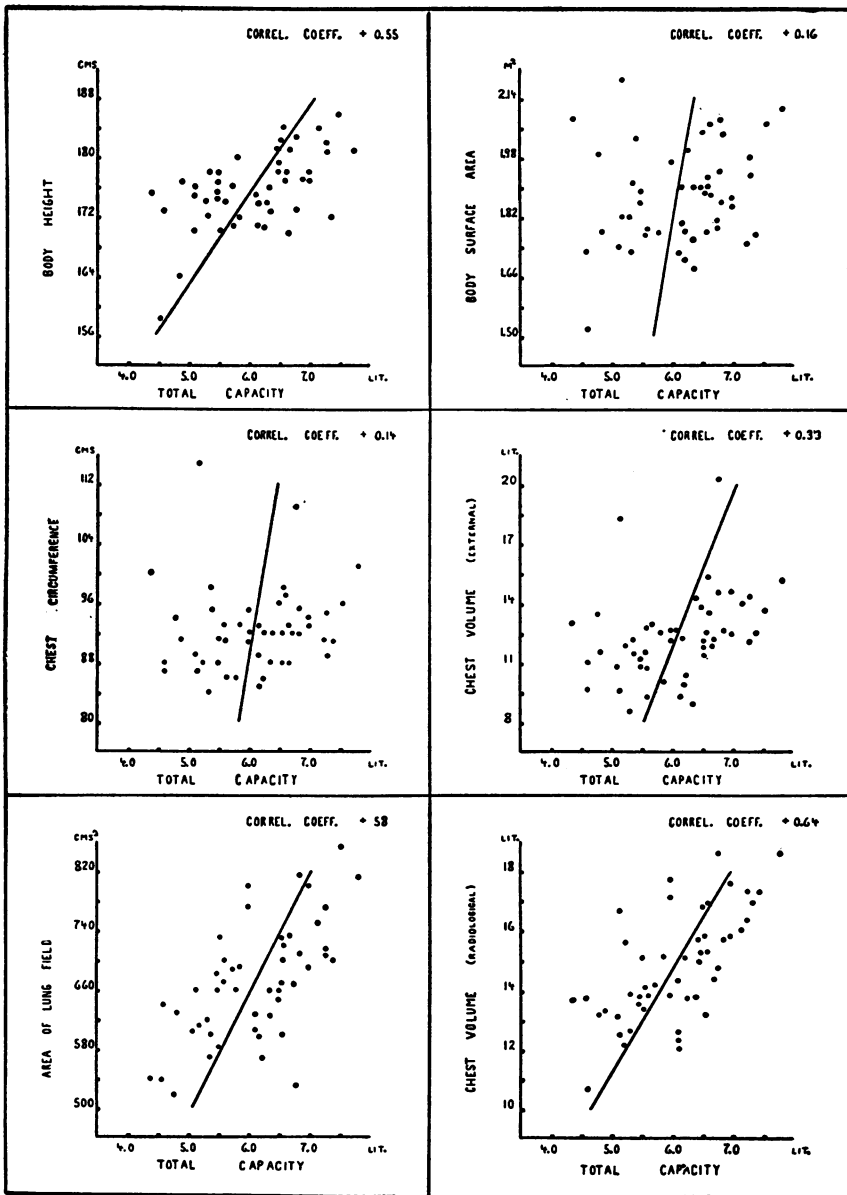 CORREL. COEFF. + 0.55
CMS
188
180
172
164
156
BODY HEIGHT
4.0 5.0 6.0 7.0 LIT.
TOTAL CAPACITY
CORREL. COEFF. + 0.16
M²
2.14
1.98
1.82
1.66
1.50
BODY SURFACE AREA
4.0 5.0 6.0 7.0 LIT.
TOTAL CAPACITY
CORREL. COEFF. + 0.14
CMS
112
104
96
88
80
CHEST CIRCUMFERENCE
4.0 5.0 6.0 7.0 LIT.
TOTAL CAPACITY
CORREL. COEFF. + 0.33
LIT.
20
17
14
11
8
CHEST VOLUME (EXTERNAL)
4.0 5.0 6.0 7.0 LIT.
TOTAL CAPACITY
CORREL. COEFF. + 58
CMS²
820
740
660
580
500
AREA OF LUNG FIELD
4.0 5.0 6.0 7.0 LIT.
TOTAL CAPACITY
CORREL. COEFF. + 0.64
LIT.
18
16
14
12
10
CHEST VOLUME (RADIOLOGICAL)
4.0 5.0 6.0 7.0 LIT.
TOTAL CAPACITY